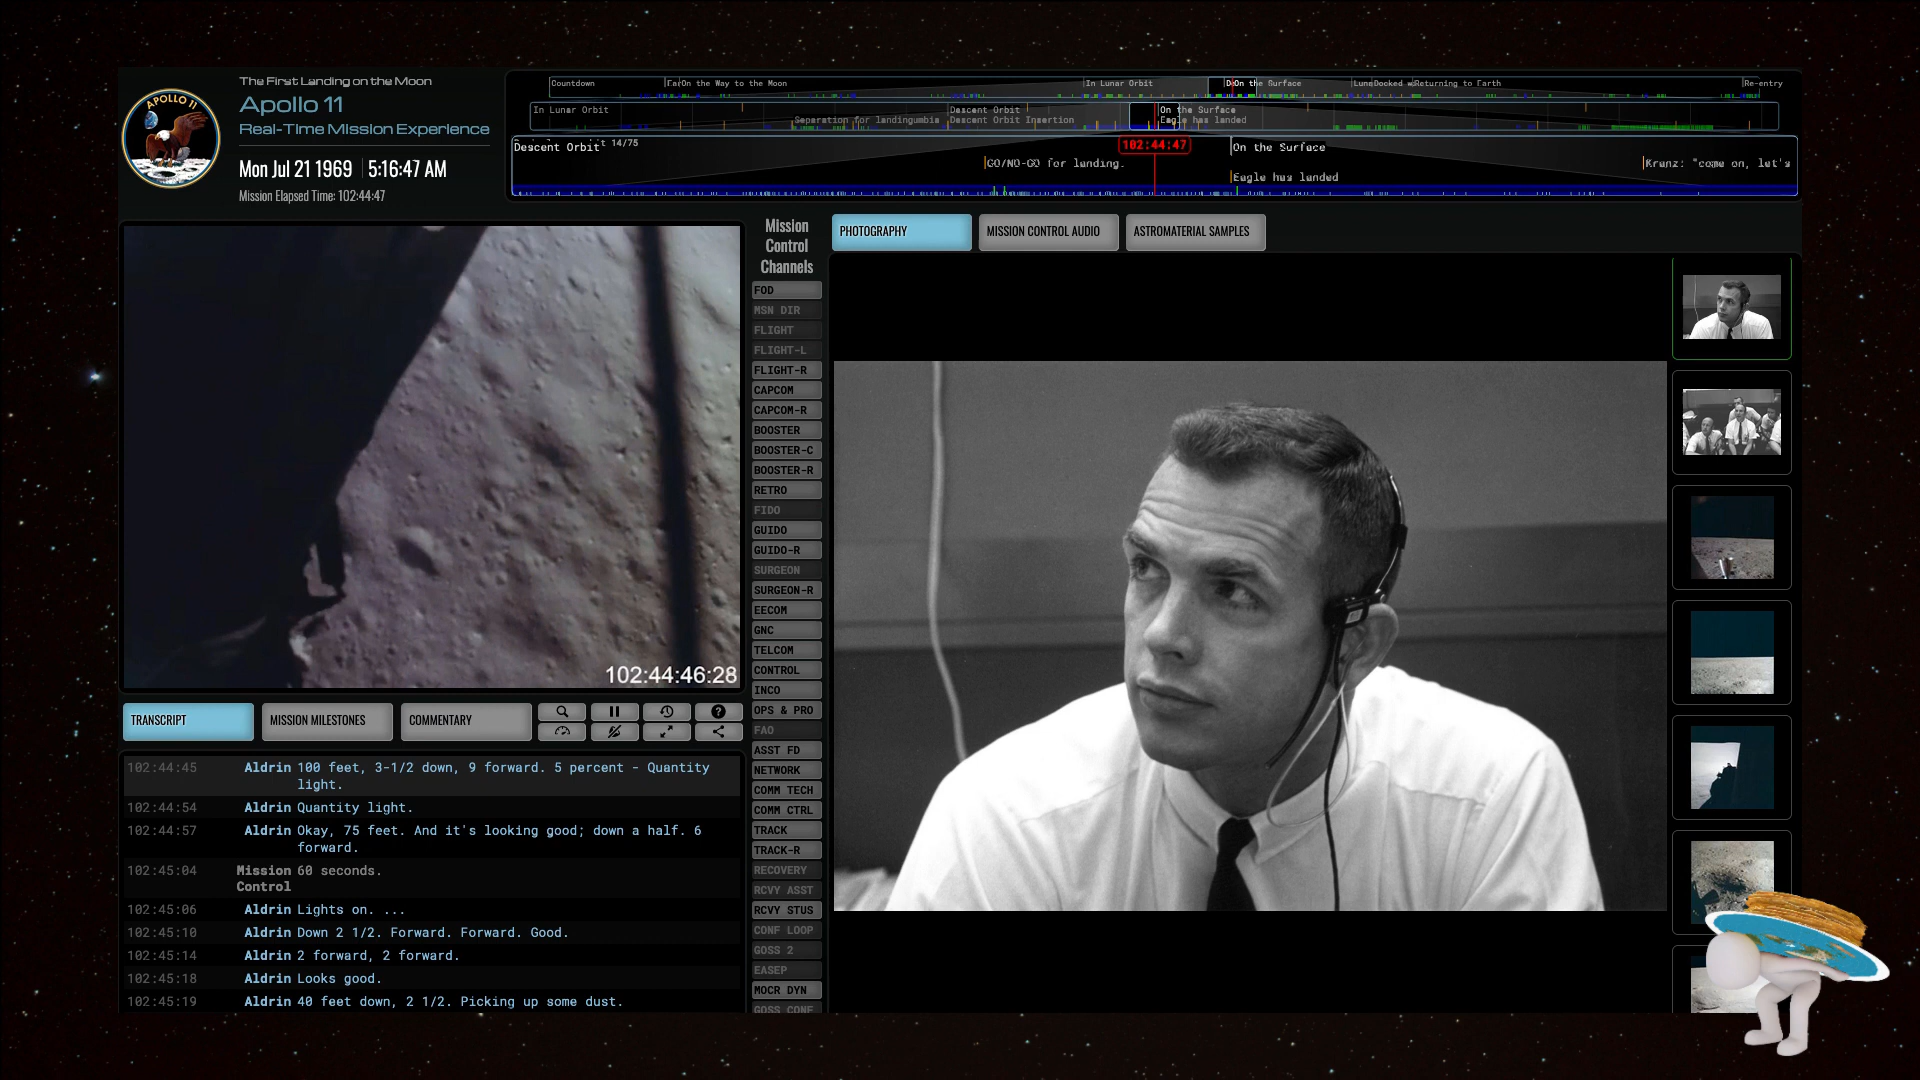 APOLLO 11
The First Landing on the Moon
Apollo 11
Real-Time Mission Experience
Mon Jul 21 1969 5:16:47 AM
Mission Elapsed Time: 102:44:47
Countdown
On the Way to the Moon
In Lunar Orbit
On the Surface
Docked
Returning to Earth
Re-entry
In Lunar Orbit
Descent Orbit
On the Surface
Separation for landing
Descent Orbit Insertion
Eagle has landed
Descent Orbit
14/75
102:44:47
On the Surface
GO/NO-GO for landing.
Kranz: "come on, let's
Eagle has landed
102:44:46:28
Mission
Control
Channels
FOD
MSN DIR
FLIGHT
FLIGHT-L
FLIGHT-R
CAPCOM
CAPCOM-R
BOOSTER
BOOSTER-C
BOOSTER-R
RETRO
FIDO
GUIDO
GUIDO-R
SURGEON
SURGEON-R
EECOM
GNC
TELCOM
CONTROL
INCO
OPS & PRO
FAO
ASST FD
NETWORK
COMM TECH
COMM CTRL
TRACK
TRACK-R
RECOVERY
RCVY ASST
RCVY STUS
CONF LOOP
GOSS 2
EASEP
MOCR DYN
GOSS CONF
PHOTOGRAPHY
MISSION CONTROL AUDIO
ASTROMATERIAL SAMPLES
TRANSCRIPT
MISSION MILESTONES
COMMENTARY
102:44:45 Aldrin 100 feet, 3-1/2 down, 9 forward. 5 percent - Quantity
light.
102:44:54 Aldrin Quantity light.
102:44:57 Aldrin Okay, 75 feet. And it's looking good; down a half. 6
forward.
102:45:04 Mission Control 60 seconds.
102:45:06 Aldrin Lights on. ...
102:45:10 Aldrin Down 2 1/2. Forward. Forward. Good.
102:45:14 Aldrin 2 forward, 2 forward.
102:45:18 Aldrin Looks good.
102:45:19 Aldrin 40 feet down, 2 1/2. Picking up some dust.